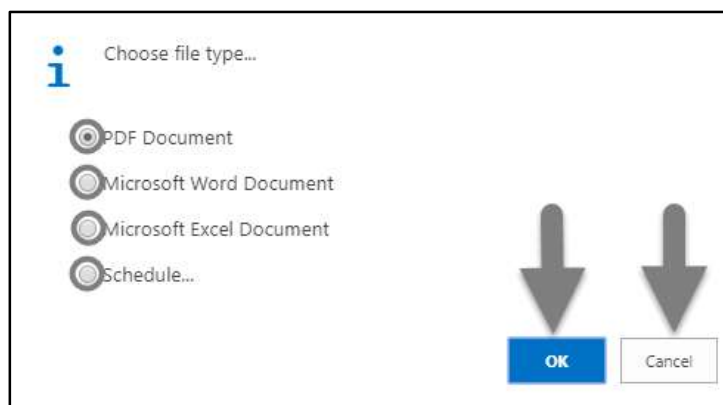 Choose file type...
PDF Document
Microsoft Word Document
Microsoft Excel Document
Schedule...
OK
Cancel